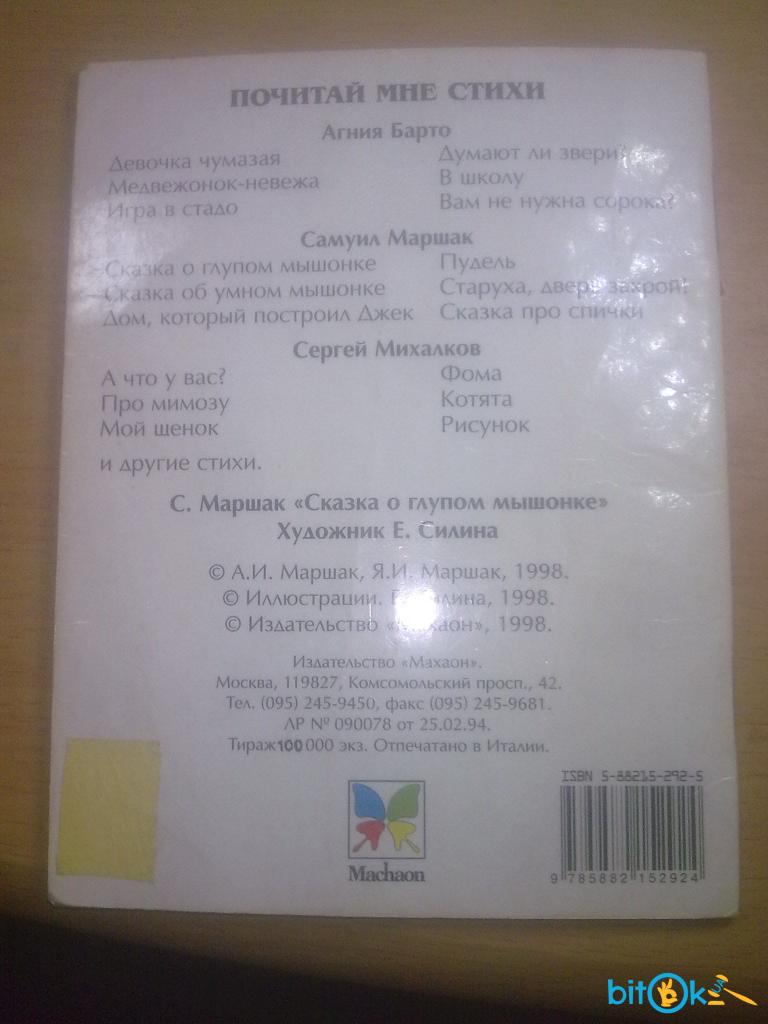 ПОЧИТАЙ МНЕ СТИХИ
Агния Барто
Девочка чумазая
Медвежонок-невежа
Игра в стадо
Думают ли звери?
В школу
Вам не нужна сорока?
Самуил Маршак
Сказка о глупом мышонке
Сказка об умном мышонке
Дом, который построил Джек
Пудель
Старуха, дверь закрой!
Сказка про спички
Сергей Михалков
А что у вас?
Про мимозу
Мой щенок
Фома
Котята
Рисунок
и другие стихи.
С. Маршак «Сказка о глупом мышонке»
Художник Е. Силина
© А.И. Маршак, Я.И. Маршак, 1998.
© Иллюстрации. Е. Силина, 1998.
© Издательство «Махаон», 1998.
Издательство «Махаон».
Москва, 119827, Комсомольский просп., 42.
Тел. (095) 245-9450, факс (095) 245-9681.
ЛР № 090078 от 25.02.94.
Тираж 100 000 экз. Отпечатано в Италии.
Machaon
ISBN 5-88215-292-5
9 785882 152924
bitOk UA